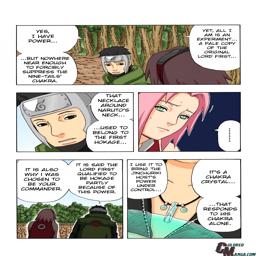 YES,
I HAVE
POWER...
...BUT NOWHERE
NEAR ENOUGH
TO FORCIBLY
SUPPRESS THE
NINE-TAILS'
CHAKRA.
YET, ALL I
AM IS AN
EXPERIMENT...
A PALE COPY
OF THE
ORIGINAL
LORD FIRST...
THAT
NECKLACE
AROUND
NARUTO'S
NECK...
...USED TO
BELONG TO
THE FIRST
HOKAGE.
............
IT IS ALSO
WHY I WAS
CHOSEN TO
BE YOUR
COMMANDER.
IT IS SAID
THE LORD
FIRST
QUALIFIED
TO BE HOKAGE
PARTLY
BECAUSE OF
THIS POWER.
I USE IT TO
BRING THE
JINCHURIKI
HOST'S
POWER
UNDER
CONTROL...
IT'S A
CHAKRA
CRYSTAL...
...THAT
RESPONDS
TO HIS
CHAKRA
ALONE.
COLORED
MANGA.COM